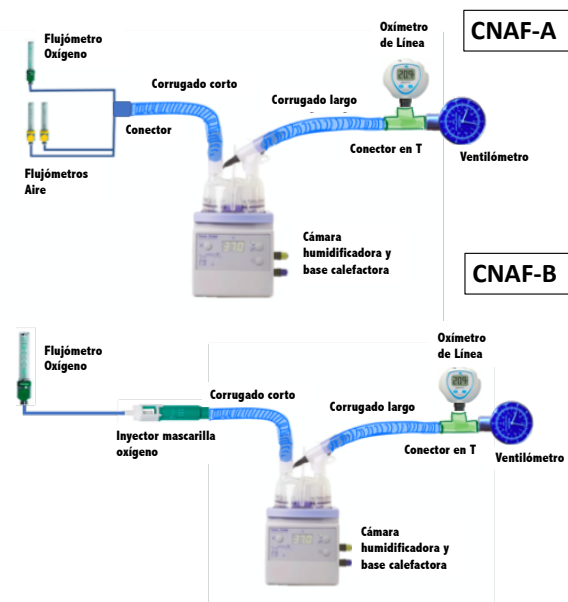 CNAF-A
Flujómetro
Oxígeno
Corrugado corto
Oxímetro
de Línea
Corrugado largo
Conector
Conector en T
Ventilómetro
Flujómetros
Aire
370
Cámara
humidificadora y
base calefactora
CNAF-B
Flujómetro
Oxígeno
Oxímetro
de Línea
Corrugado corto
Corrugado largo
Inyector mascarilla
oxígeno
Conector en T
Ventilómetro
370
Cámara
humidificadora y
base calefactora